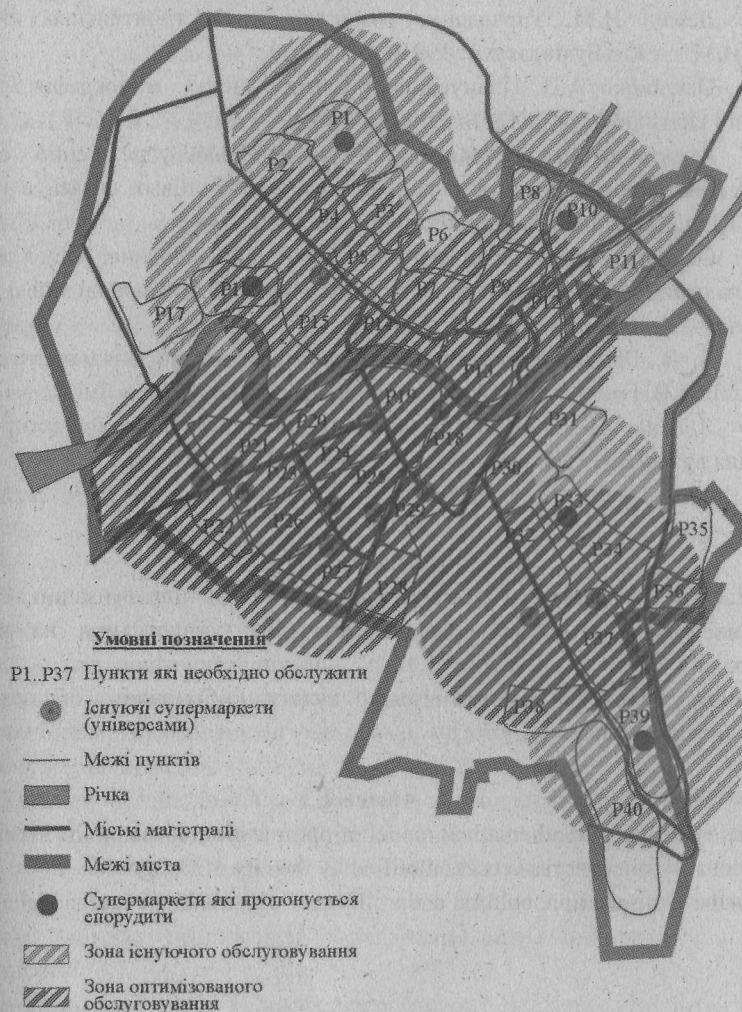 P1
P2
P8
P3
P4
P10
P6
P11
P5
P7
P9
P12
P16
P17
P15
P14
P13
P19
P31
P20
P18
P21
P24
P30
P23
P25
P33
P29
P26
P32
P35
P22
P34
P27
P28
P36
P37
P38
P39
P40
Умовні позначення
P1..P37 Пункти які необхідно обслужити
Існуючі супермаркети
(універсами)
Межі пунктів
Річка
Міські магістралі
Межі міста
Супермаркети які пропонується
спорудити
Зона існуючого обслуговування
Зона оптимізованого
обслуговування